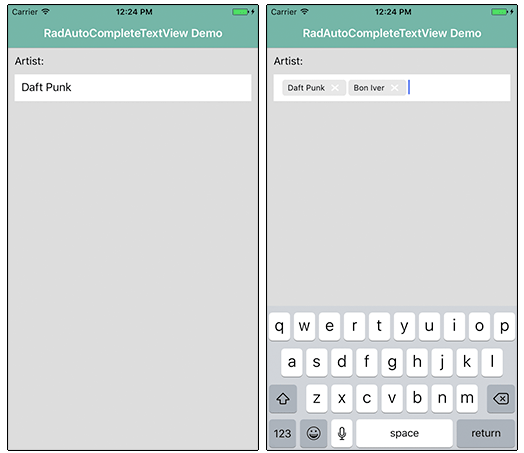 Carrier 12:24 PM
RadAutoCompleteTextView Demo
Artist:
Daft Punk
Carrier 12:24 PM
RadAutoCompleteTextView Demo
Artist:
Daft Punk Bon Iver
q w e r t y u i o p
a s d f g h j k l
z x c v b n m
123 space return